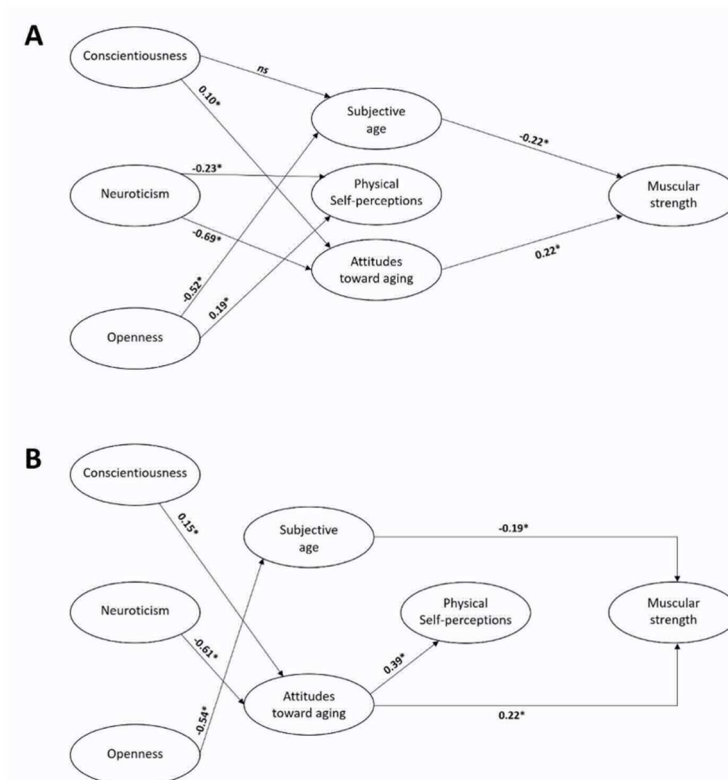 A
Conscientiousness
ns
0.10*
Subjective
age
-0.22*
Neuroticism
-0.23*
Physical
Self-perceptions
Muscular
strength
-0.69*
Attitudes
toward aging
0.22*
-0.52*
0.19*
Openness
B
Conscientiousness
0.15*
Subjective
age
-0.19*
Neuroticism
Physical
Self-perceptions
Muscular
strength
-0.61*
0.39*
Attitudes
toward aging
-0.54*
0.22*
Openness